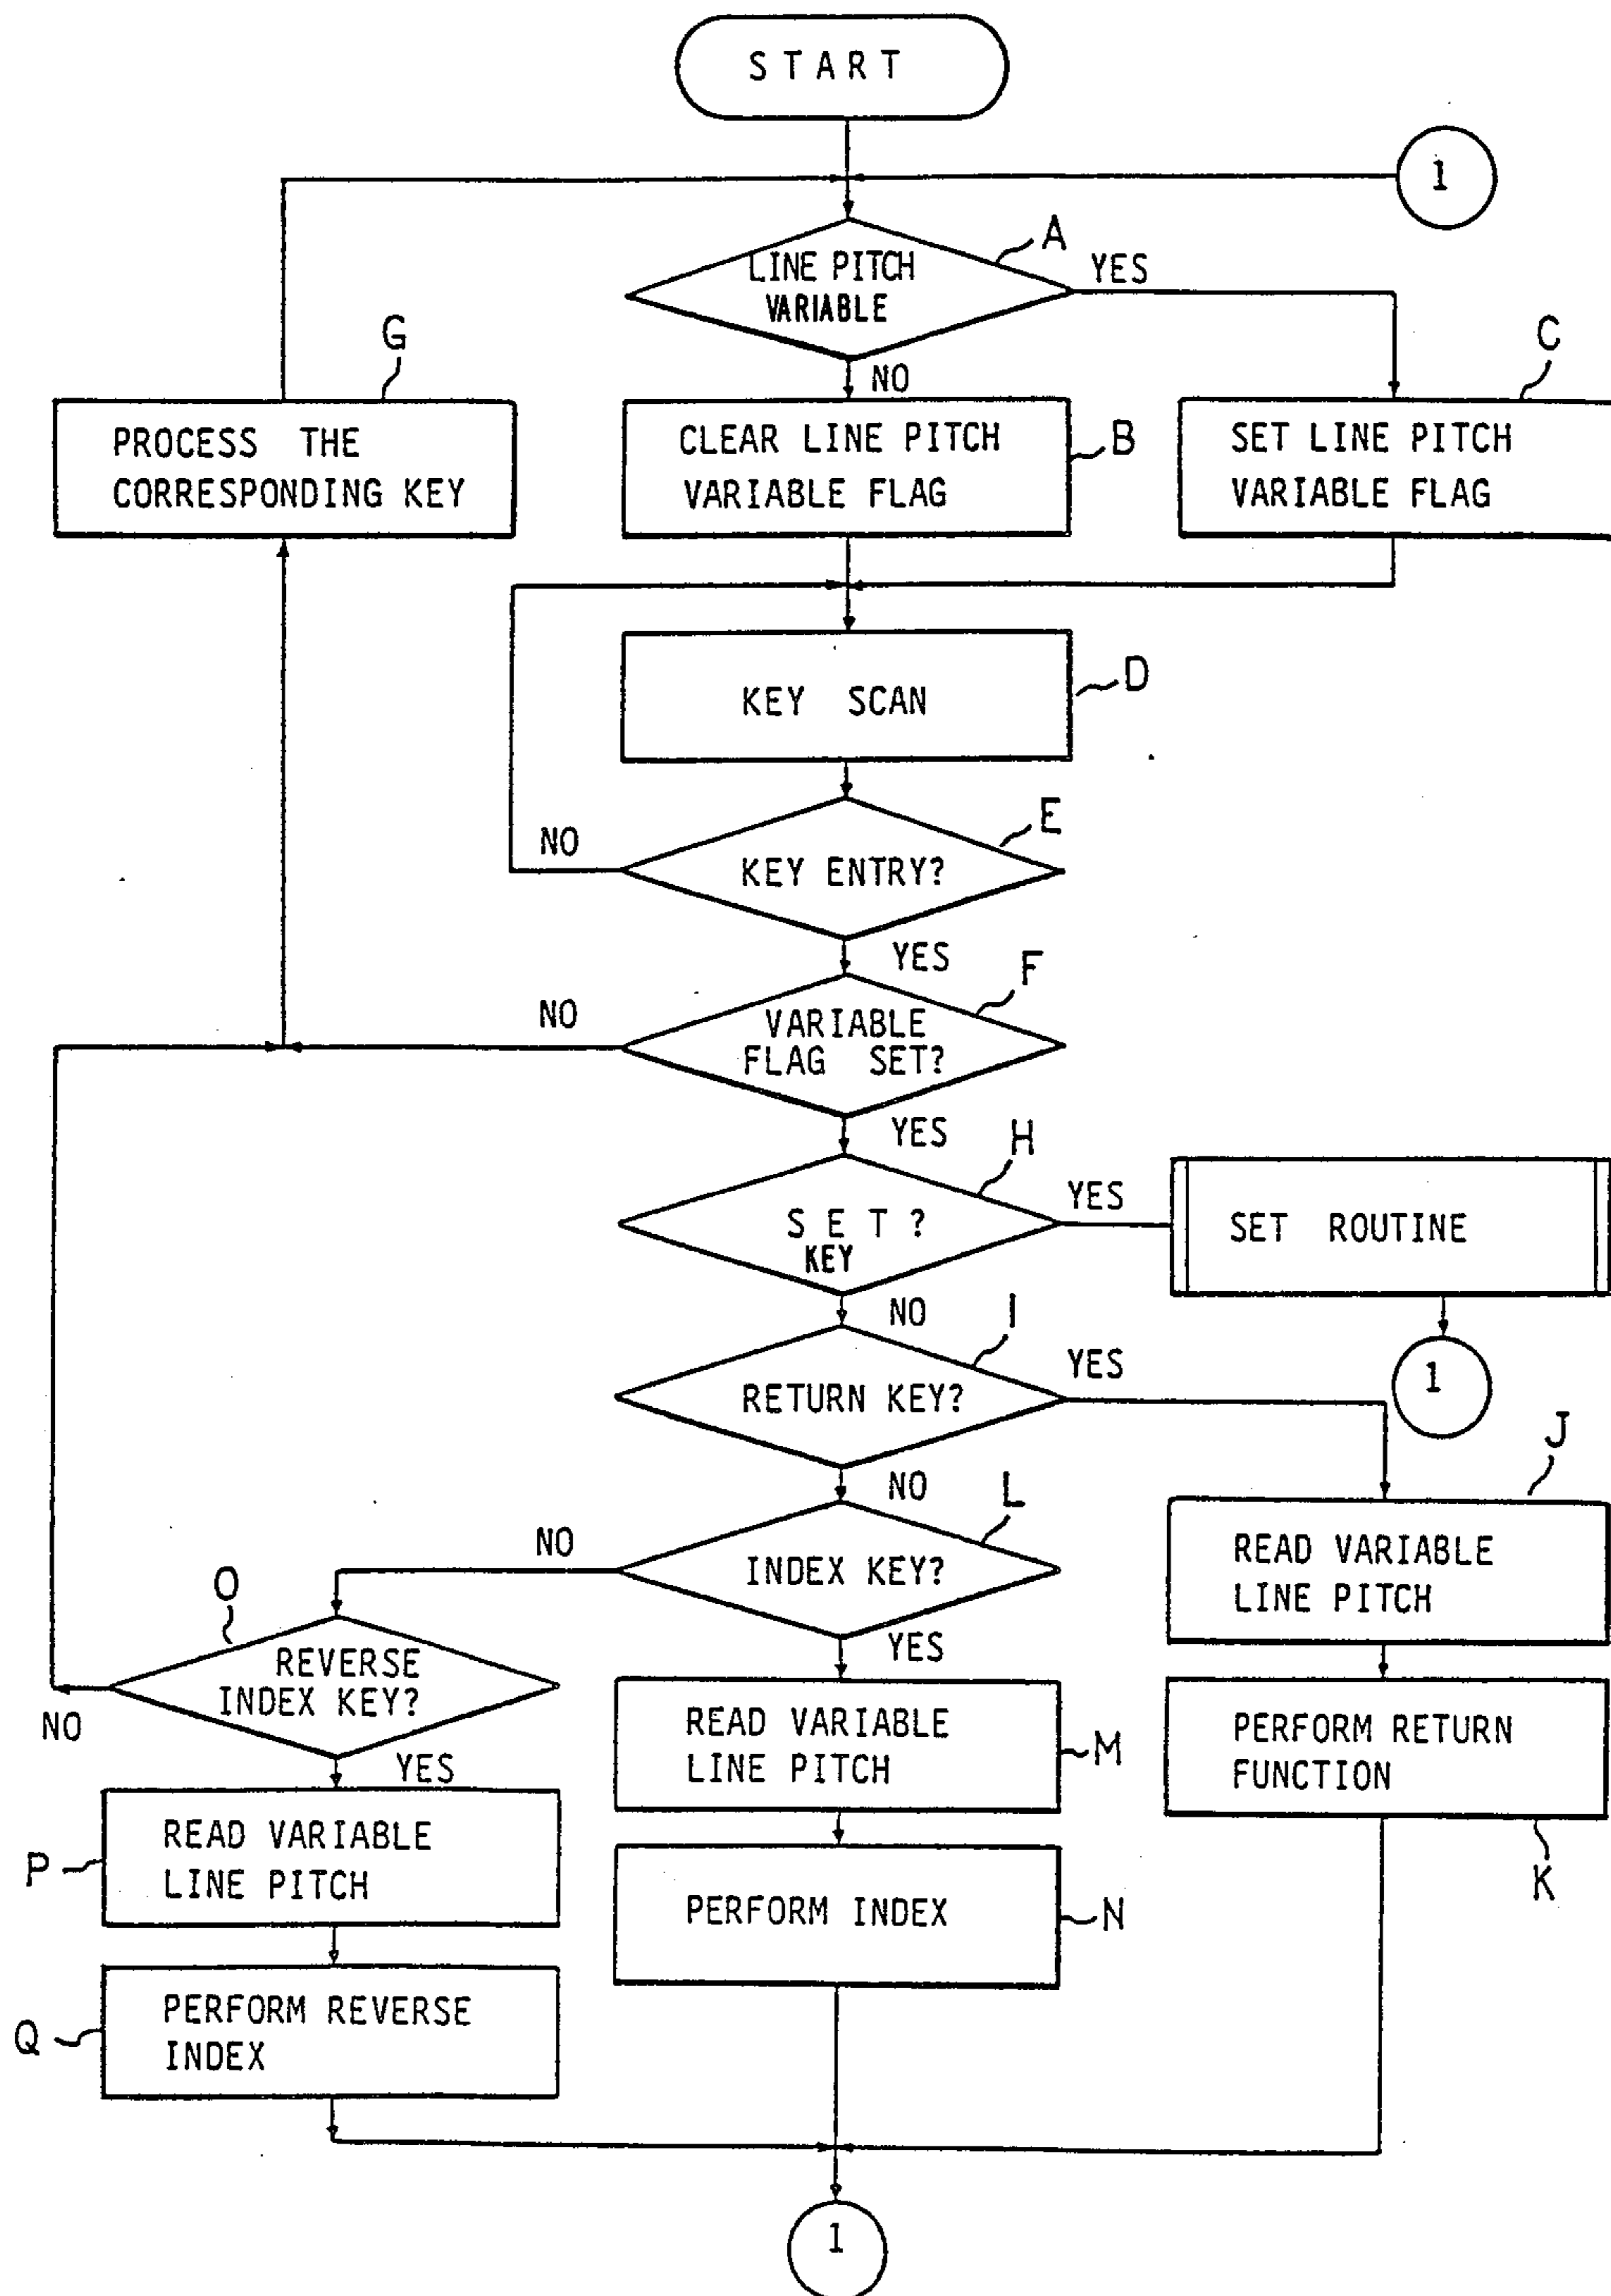 START
1
A
LINE PITCH
VARIABLE
YES
NO
G
PROCESS THE
CORRESPONDING KEY
CLEAR LINE PITCH
VARIABLE FLAG
B
C
SET LINE PITCH
VARIABLE FLAG
KEY SCAN
D
E
KEY ENTRY?
NO
YES
F
VARIABLE
FLAG SET?
NO
YES
H
SET?
KEY
YES
SET ROUTINE
1
NO
I
RETURN KEY?
YES
NO
J
READ VARIABLE
LINE PITCH
L
INDEX KEY?
NO
YES
O
REVERSE
INDEX KEY?
NO
YES
READ VARIABLE
LINE PITCH
M
PERFORM RETURN
FUNCTION
K
P
READ VARIABLE
LINE PITCH
PERFORM INDEX
N
Q
PERFORM REVERSE
INDEX
1